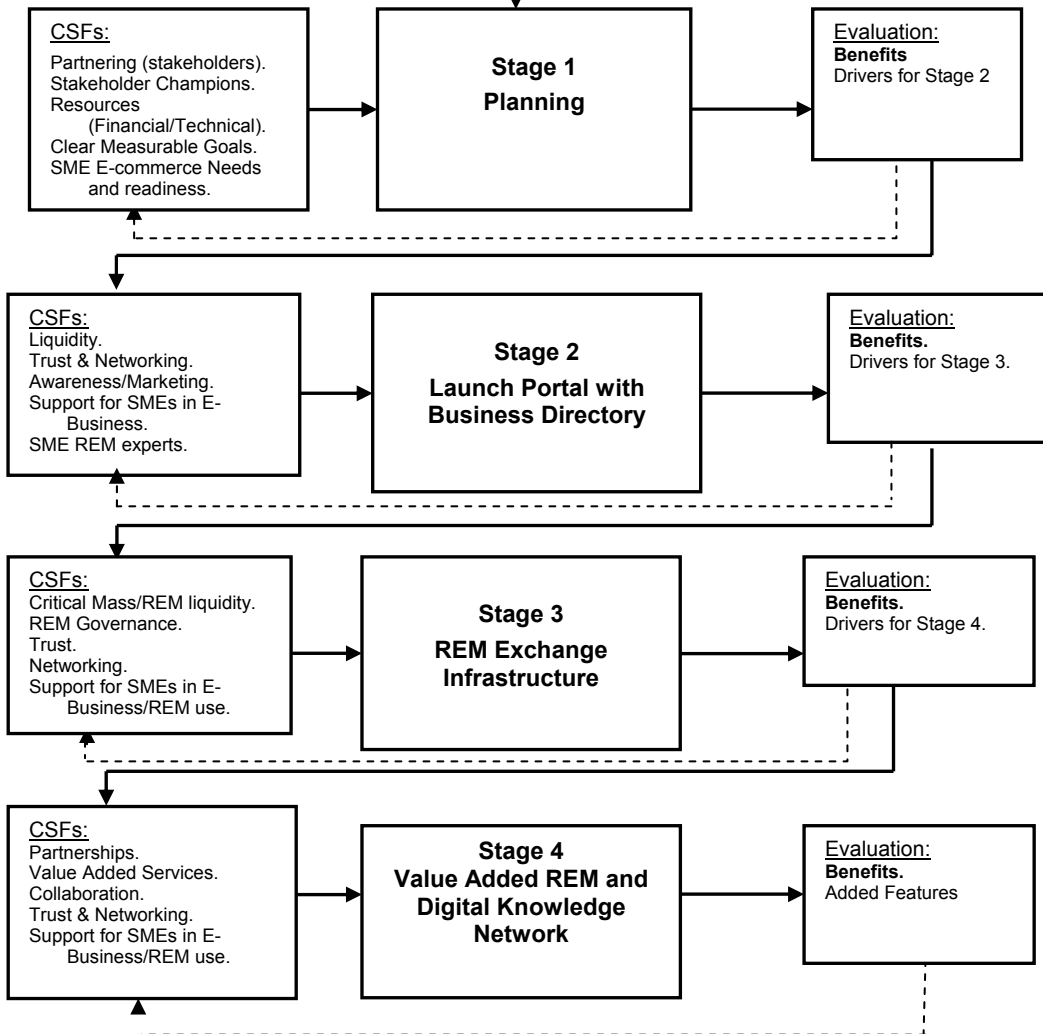 CSFs:
Partnering (stakeholders).
Stakeholder Champions.
Resources
(Financial/Technical).
Clear Measurable Goals.
SME E-commerce Needs
and readiness.
Stage 1
Planning
Evaluation:
Benefits
Drivers for Stage 2
CSFs:
Liquidity.
Trust & Networking.
Awareness/Marketing.
Support for SMEs in E-
Business.
SME REM experts.
Stage 2
Launch Portal with
Business Directory
Evaluation:
Benefits.
Drivers for Stage 3.
CSFs:
Critical Mass/REM liquidity.
REM Governance.
Trust.
Networking.
Support for SMEs in E-
Business/REM use.
Stage 3
REM Exchange
Infrastructure
Evaluation:
Benefits.
Drivers for Stage 4.
CSFs:
Partnerships.
Value Added Services.
Collaboration.
Trust & Networking.
Support for SMEs in E-
Business/REM use.
Stage 4
Value Added REM and
Digital Knowledge
Network
Evaluation:
Benefits.
Added Features